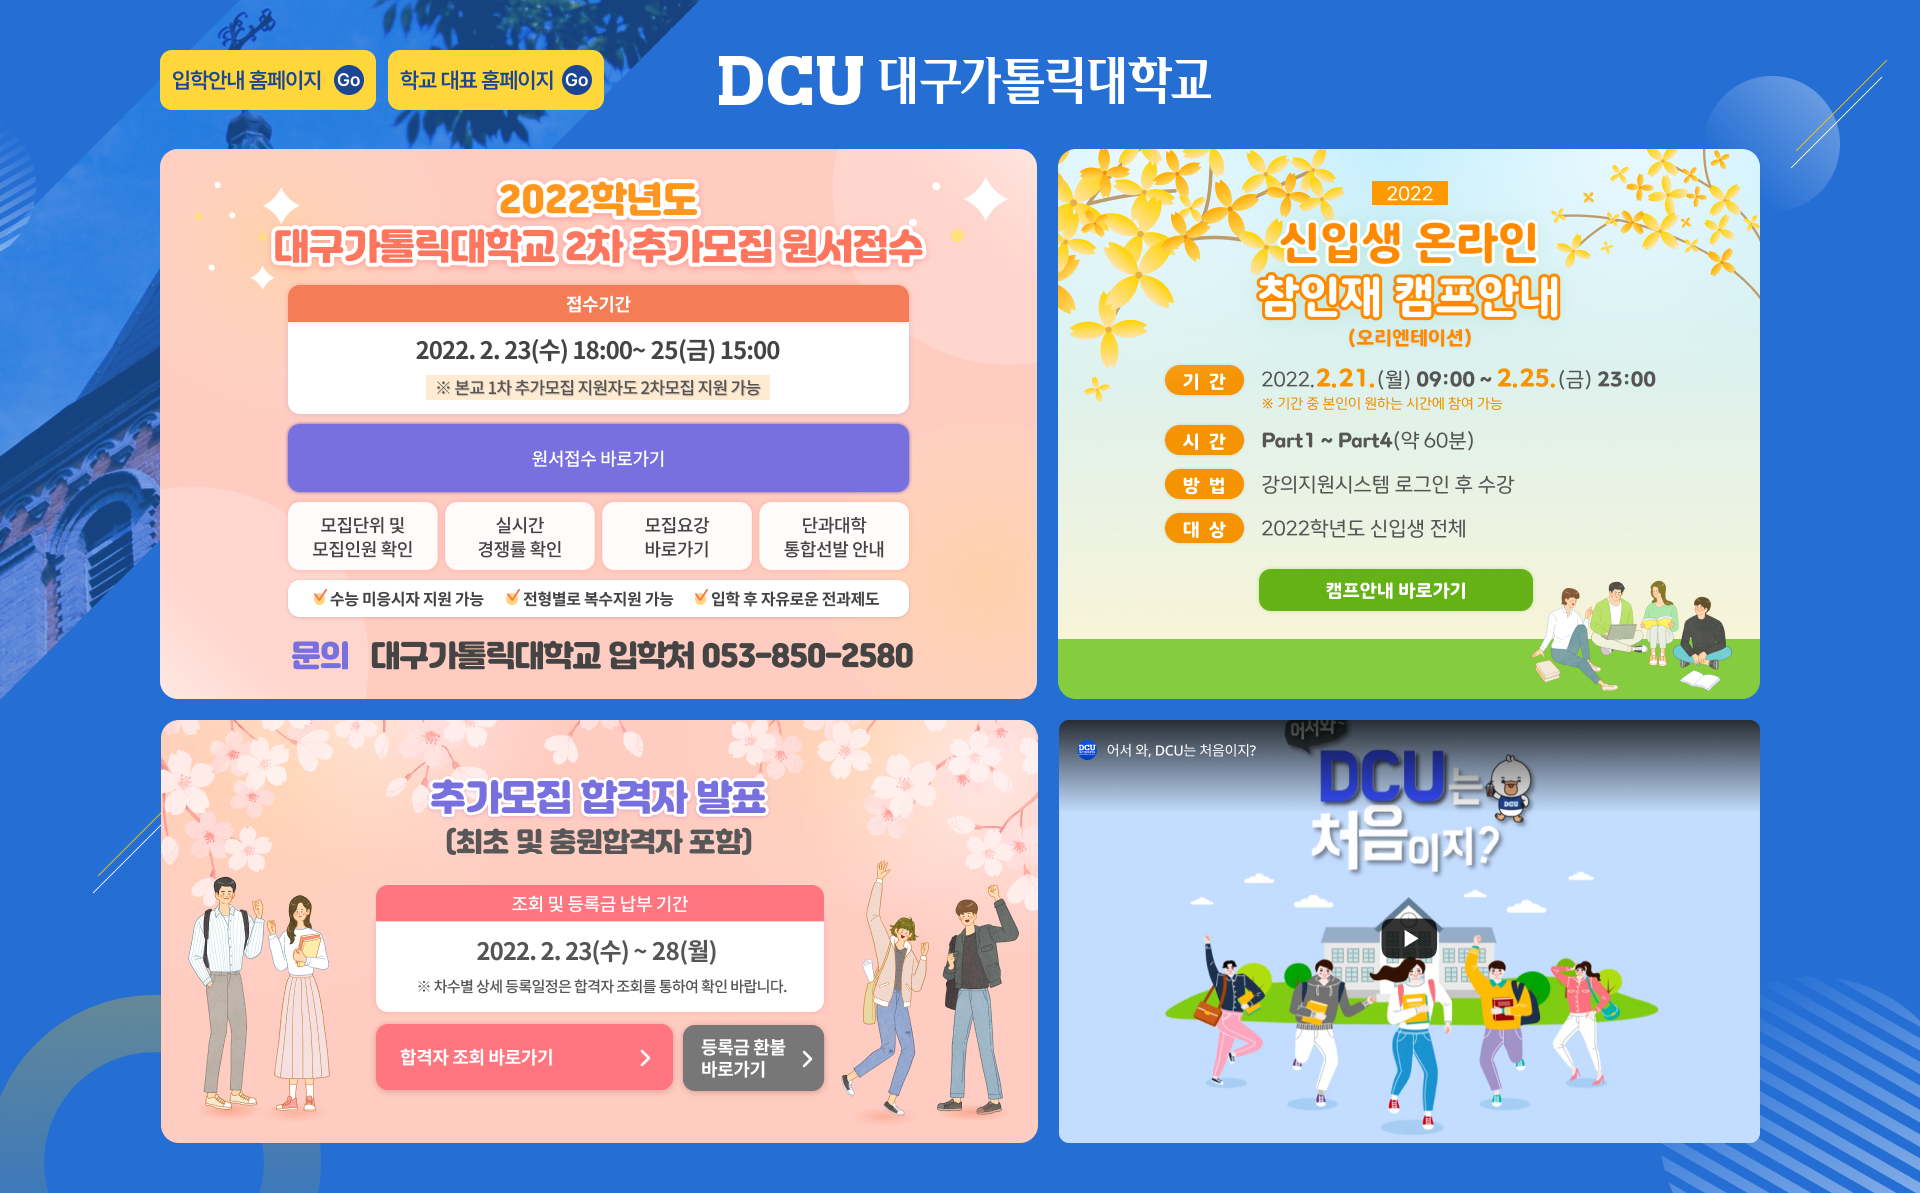 입학안내 홈페이지 Go
학교 대표 홈페이지 Go
DCU 대구가톨릭대학교
2022학년도
대구가톨릭대학교 2차 추가모집 원서접수
접수기간
2022. 2. 23(수) 18:00~ 25(금) 15:00
※ 본교 1차 추가모집 지원자도 2차모집 지원 가능
원서접수 바로가기
모집단위 및
모집인원 확인
실시간
경쟁률 확인
모집요강
바로가기
단과대학
통합선발 안내
수능 미응시자 지원 가능
전형별로 복수지원 가능
입학 후 자유로운 전과제도
문의 대구가톨릭대학교 입학처 053-850-2580
2022
신입생 온라인
참인재 캠프안내
(오리엔테이션)
기 간 2022.2.21.(월) 09:00 ~ 2.25.(금) 23:00
※ 기간 중 본인이 원하는 시간에 참여 가능
시 간 Part1 ~ Part4(약 60분)
방 법 강의지원시스템 로그인 후 수강
대 상 2022학년도 신입생 전체
캠프안내 바로가기
추가모집 합격자 발표
(최초 및 충원합격자 포함)
조회 및 등록금 납부 기간
2022. 2. 23(수) ~ 28(월)
※ 차수별 상세 등록일정은 합격자 조회를 통하여 확인 바랍니다.
합격자 조회 바로가기
등록금 환불
바로가기
DCU 어서 와, DCU는 처음이지?
어서와~
DCU는
DCU
처음이지?